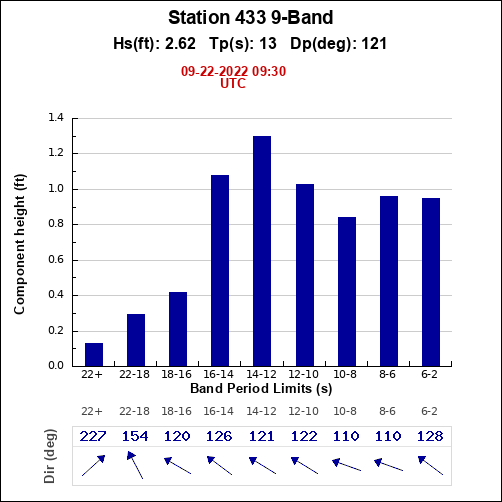 Station 433 9-Band
Hs(ft): 2.62 Tp(s): 13 Dp(deg): 121
09-22-2022 09:30
UTC
Component height (ft)
1.4
1.2
1.0
0.8
0.6
0.4
0.2
0.0
22+ 22-18 18-16 16-14 14-12 12-10 10-8 8-6 6-2
Band Period Limits (s)
22+ 22-18 18-16 16-14 14-12 12-10 10-8 8-6 6-2
Dir (deg)
227 154 120 126 121 122 110 110 128